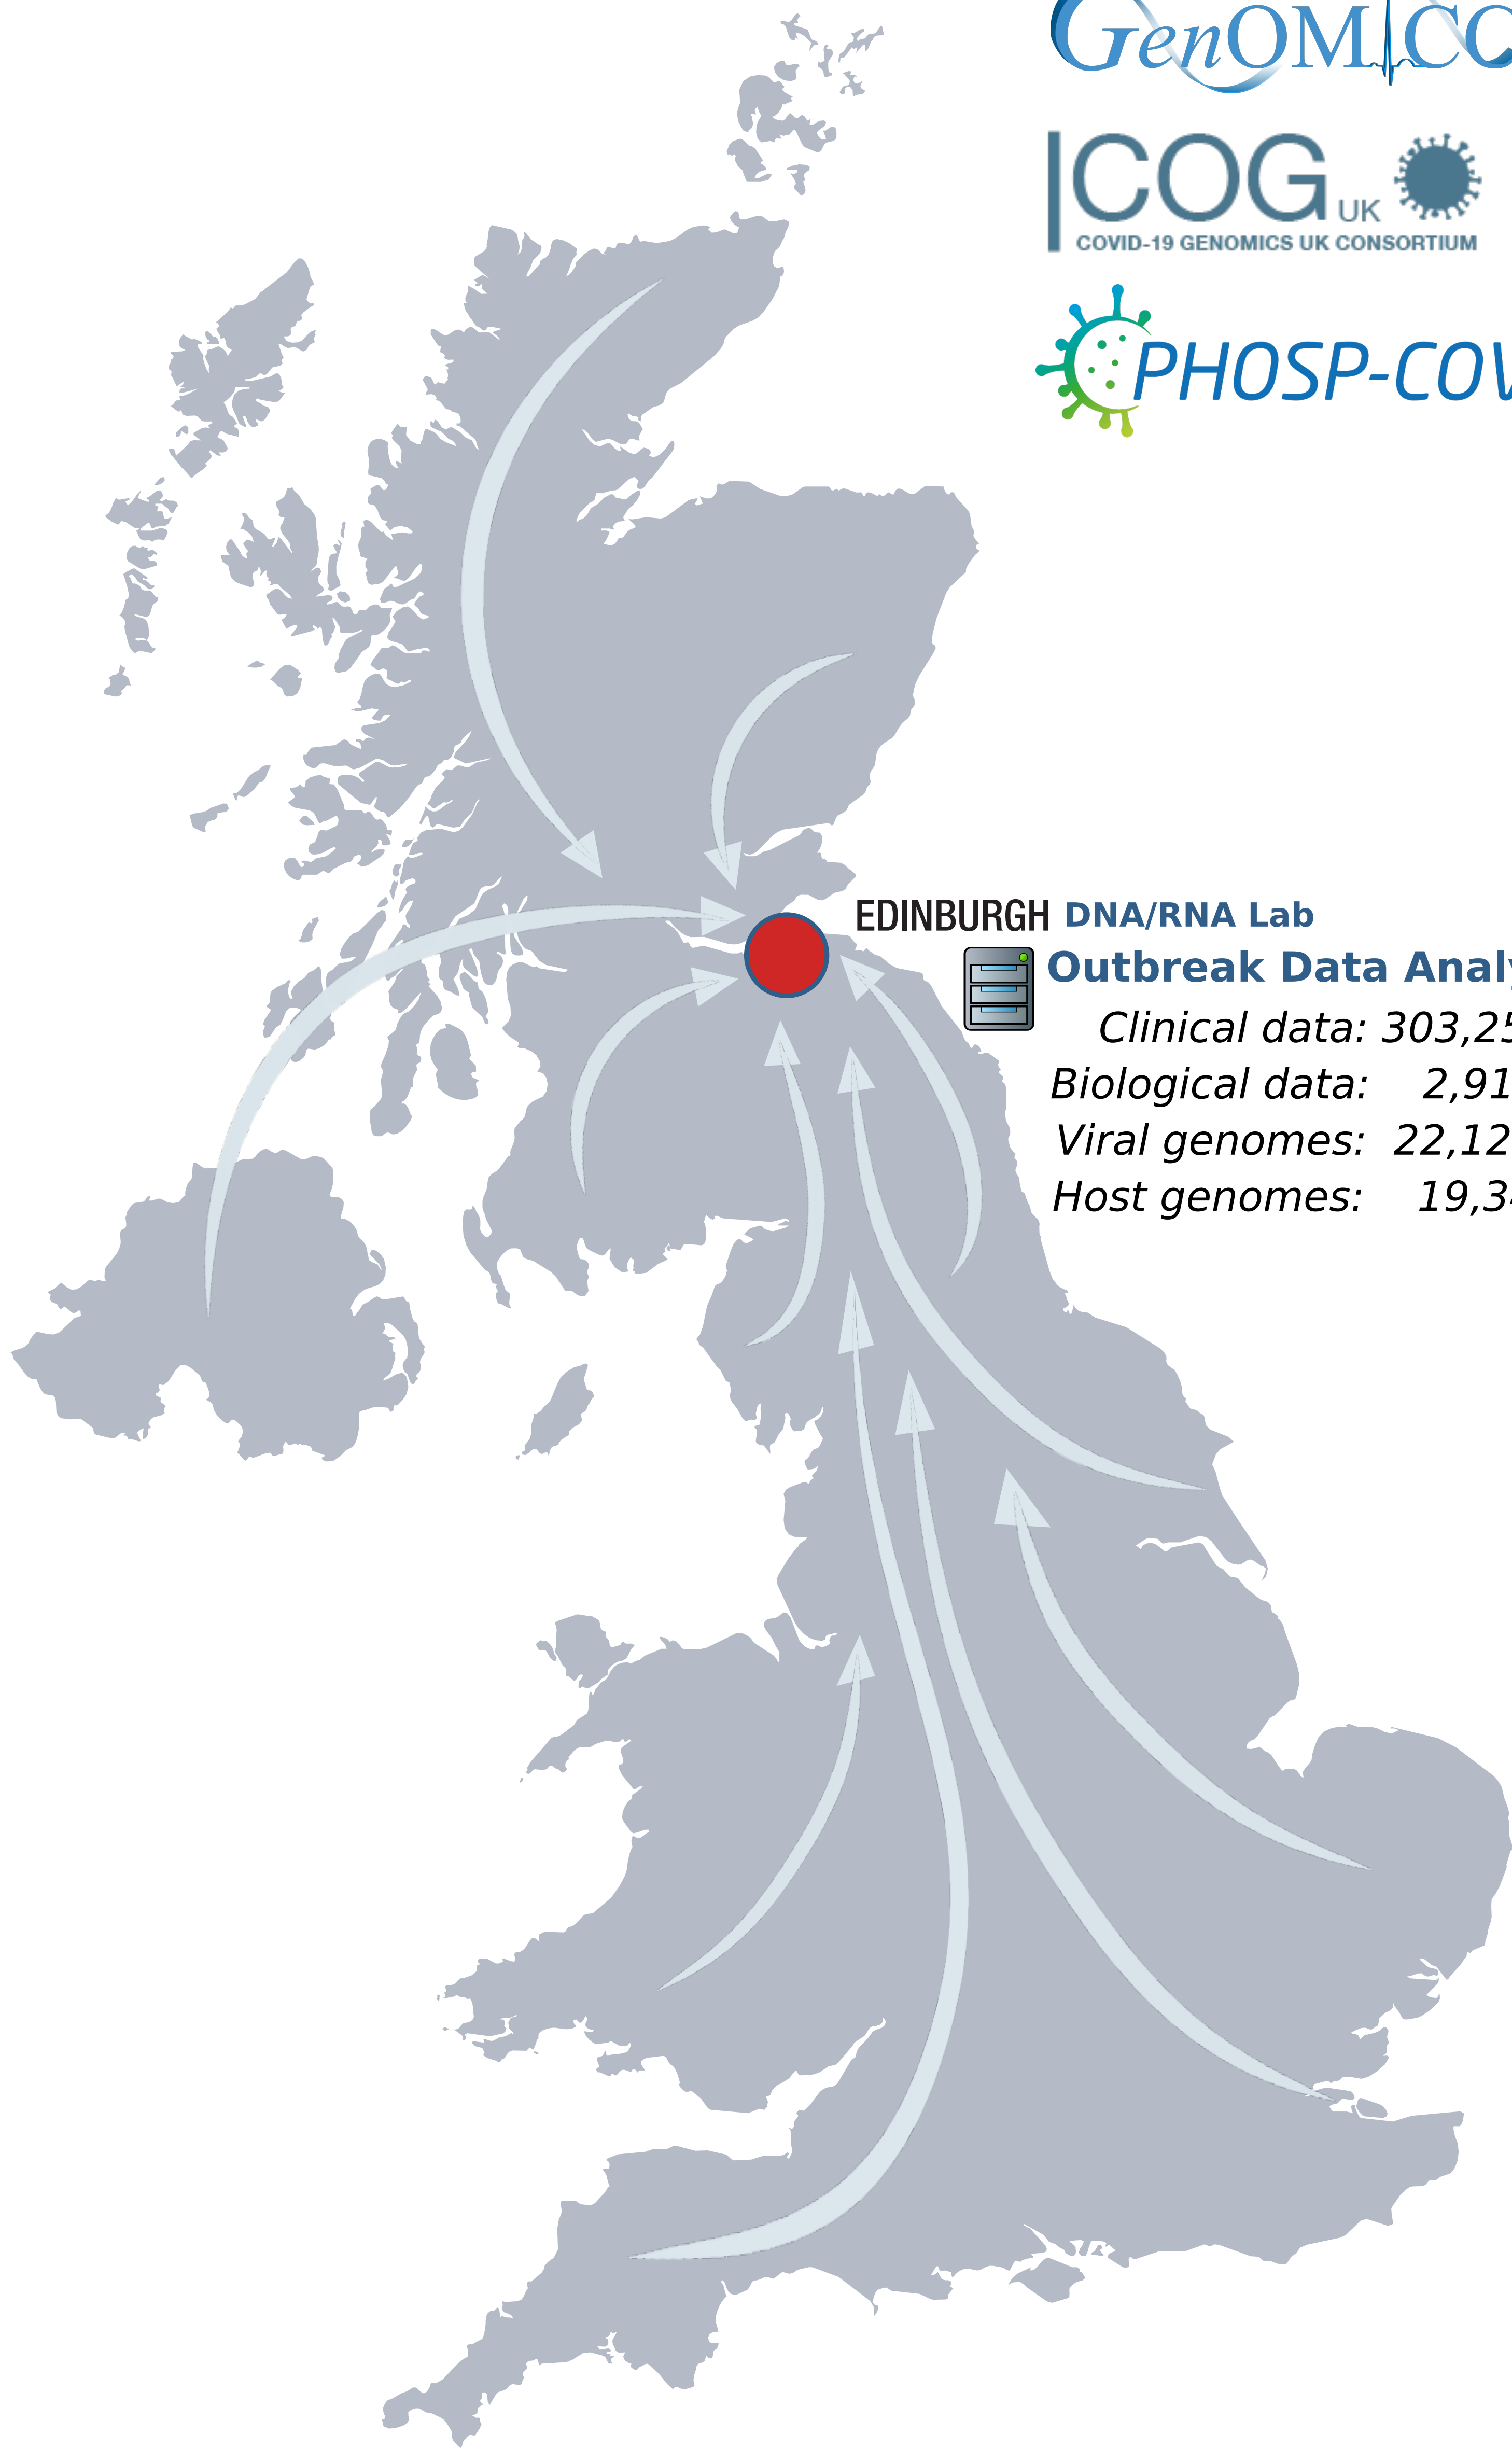 GenOMICC
COG UK
COVID-19 GENOMICS UK CONSORTIUM
PHOSP-COV
EDINBURGH DNA/RNA Lab
Outbreak Data Analy
Clinical data: 303,25
Biological data: 2,91
Viral genomes: 22,12
Host genomes: 19,3